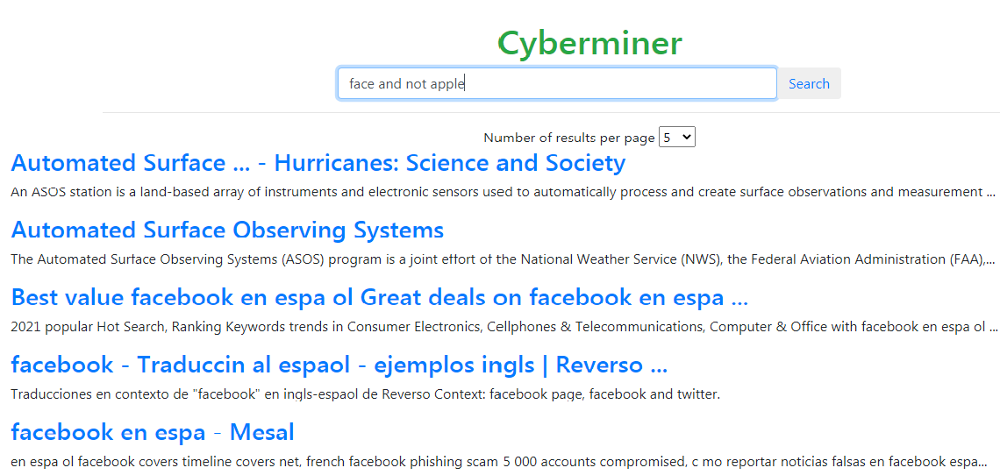 Cyberminer
face and not apple Search
Number of results per page 5
Automated Surface ... - Hurricanes: Science and Society
An ASOS station is a land-based array of instruments and electronic sensors used to automatically process and create surface observations and measurement ...
Automated Surface Observing Systems
The Automated Surface Observing Systems (ASOS) program is a joint effort of the National Weather Service (NWS), the Federal Aviation Administration (FAA),...
Best value facebook en espa ol Great deals on facebook en espa ...
2021 popular Hot Search, Ranking Keywords trends in Consumer Electronics, Cellphones & Telecommunications, Computer & Office with facebook en espa ol ...
facebook - Traduccin al espaol - ejemplos ingls | Reverso ...
Traducciones en contexto de "facebook" en ingls-espaol de Reverso Context: facebook page, facebook and twitter.
facebook en espa - Mesal
en espa ol facebook covers timeline covers net, french facebook phishing scam 5 000 accounts compromised, c mo reportar noticias falsas en facebook espa...